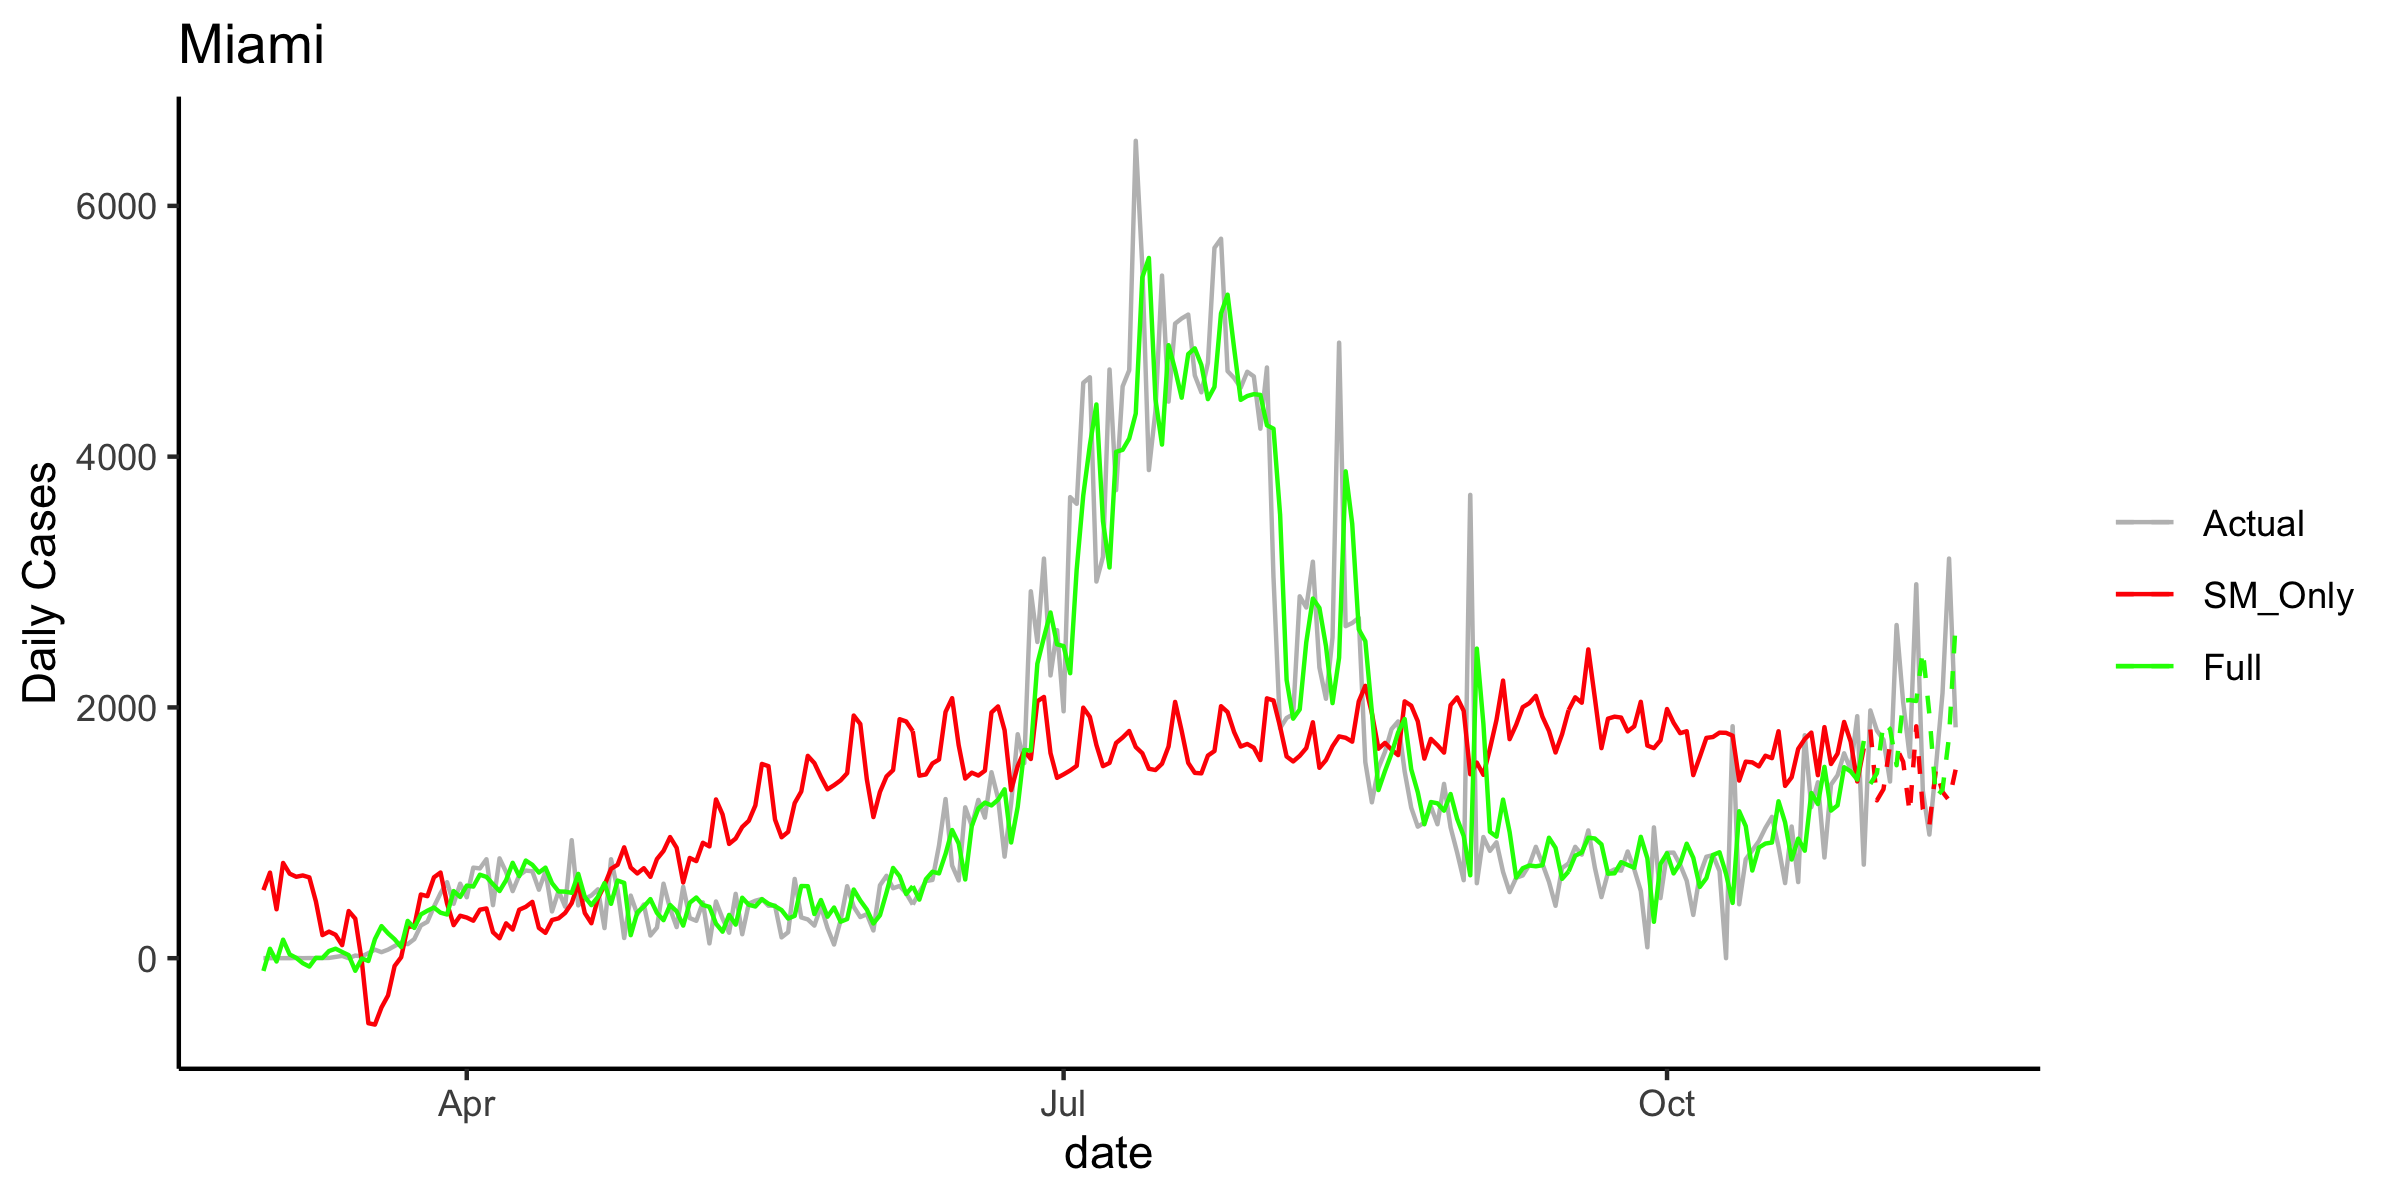 Miami
Daily Cases
6000
4000
2000
0
Apr
Jul
Oct
date
Actual
SM_Only
Full